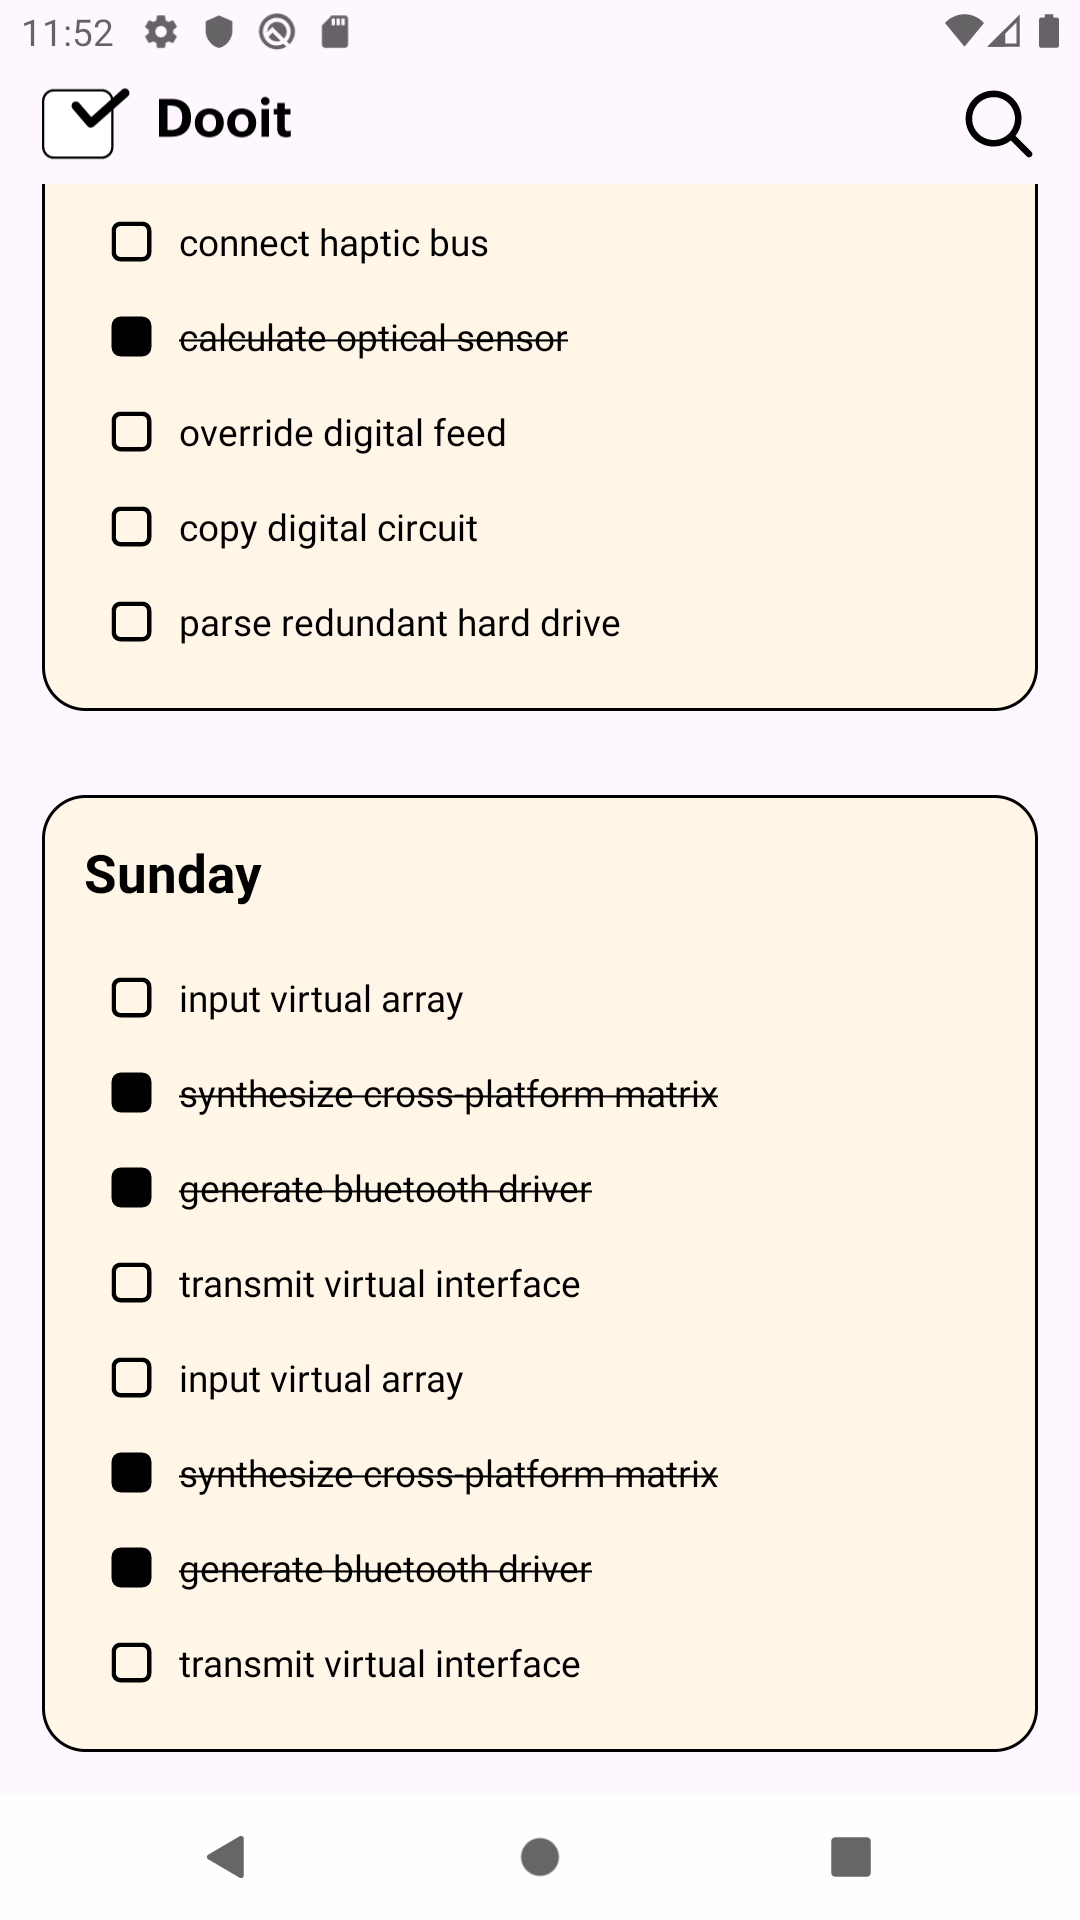 11:52
Dooit
connect haptic bus
calculate optical sensor
override digital feed
copy digital circuit
parse redundant hard drive
Sunday
input virtual array
synthesize cross-platform matrix
generate bluetooth driver
transmit virtual interface
input virtual array
synthesize cross-platform matrix
generate bluetooth driver
transmit virtual interface